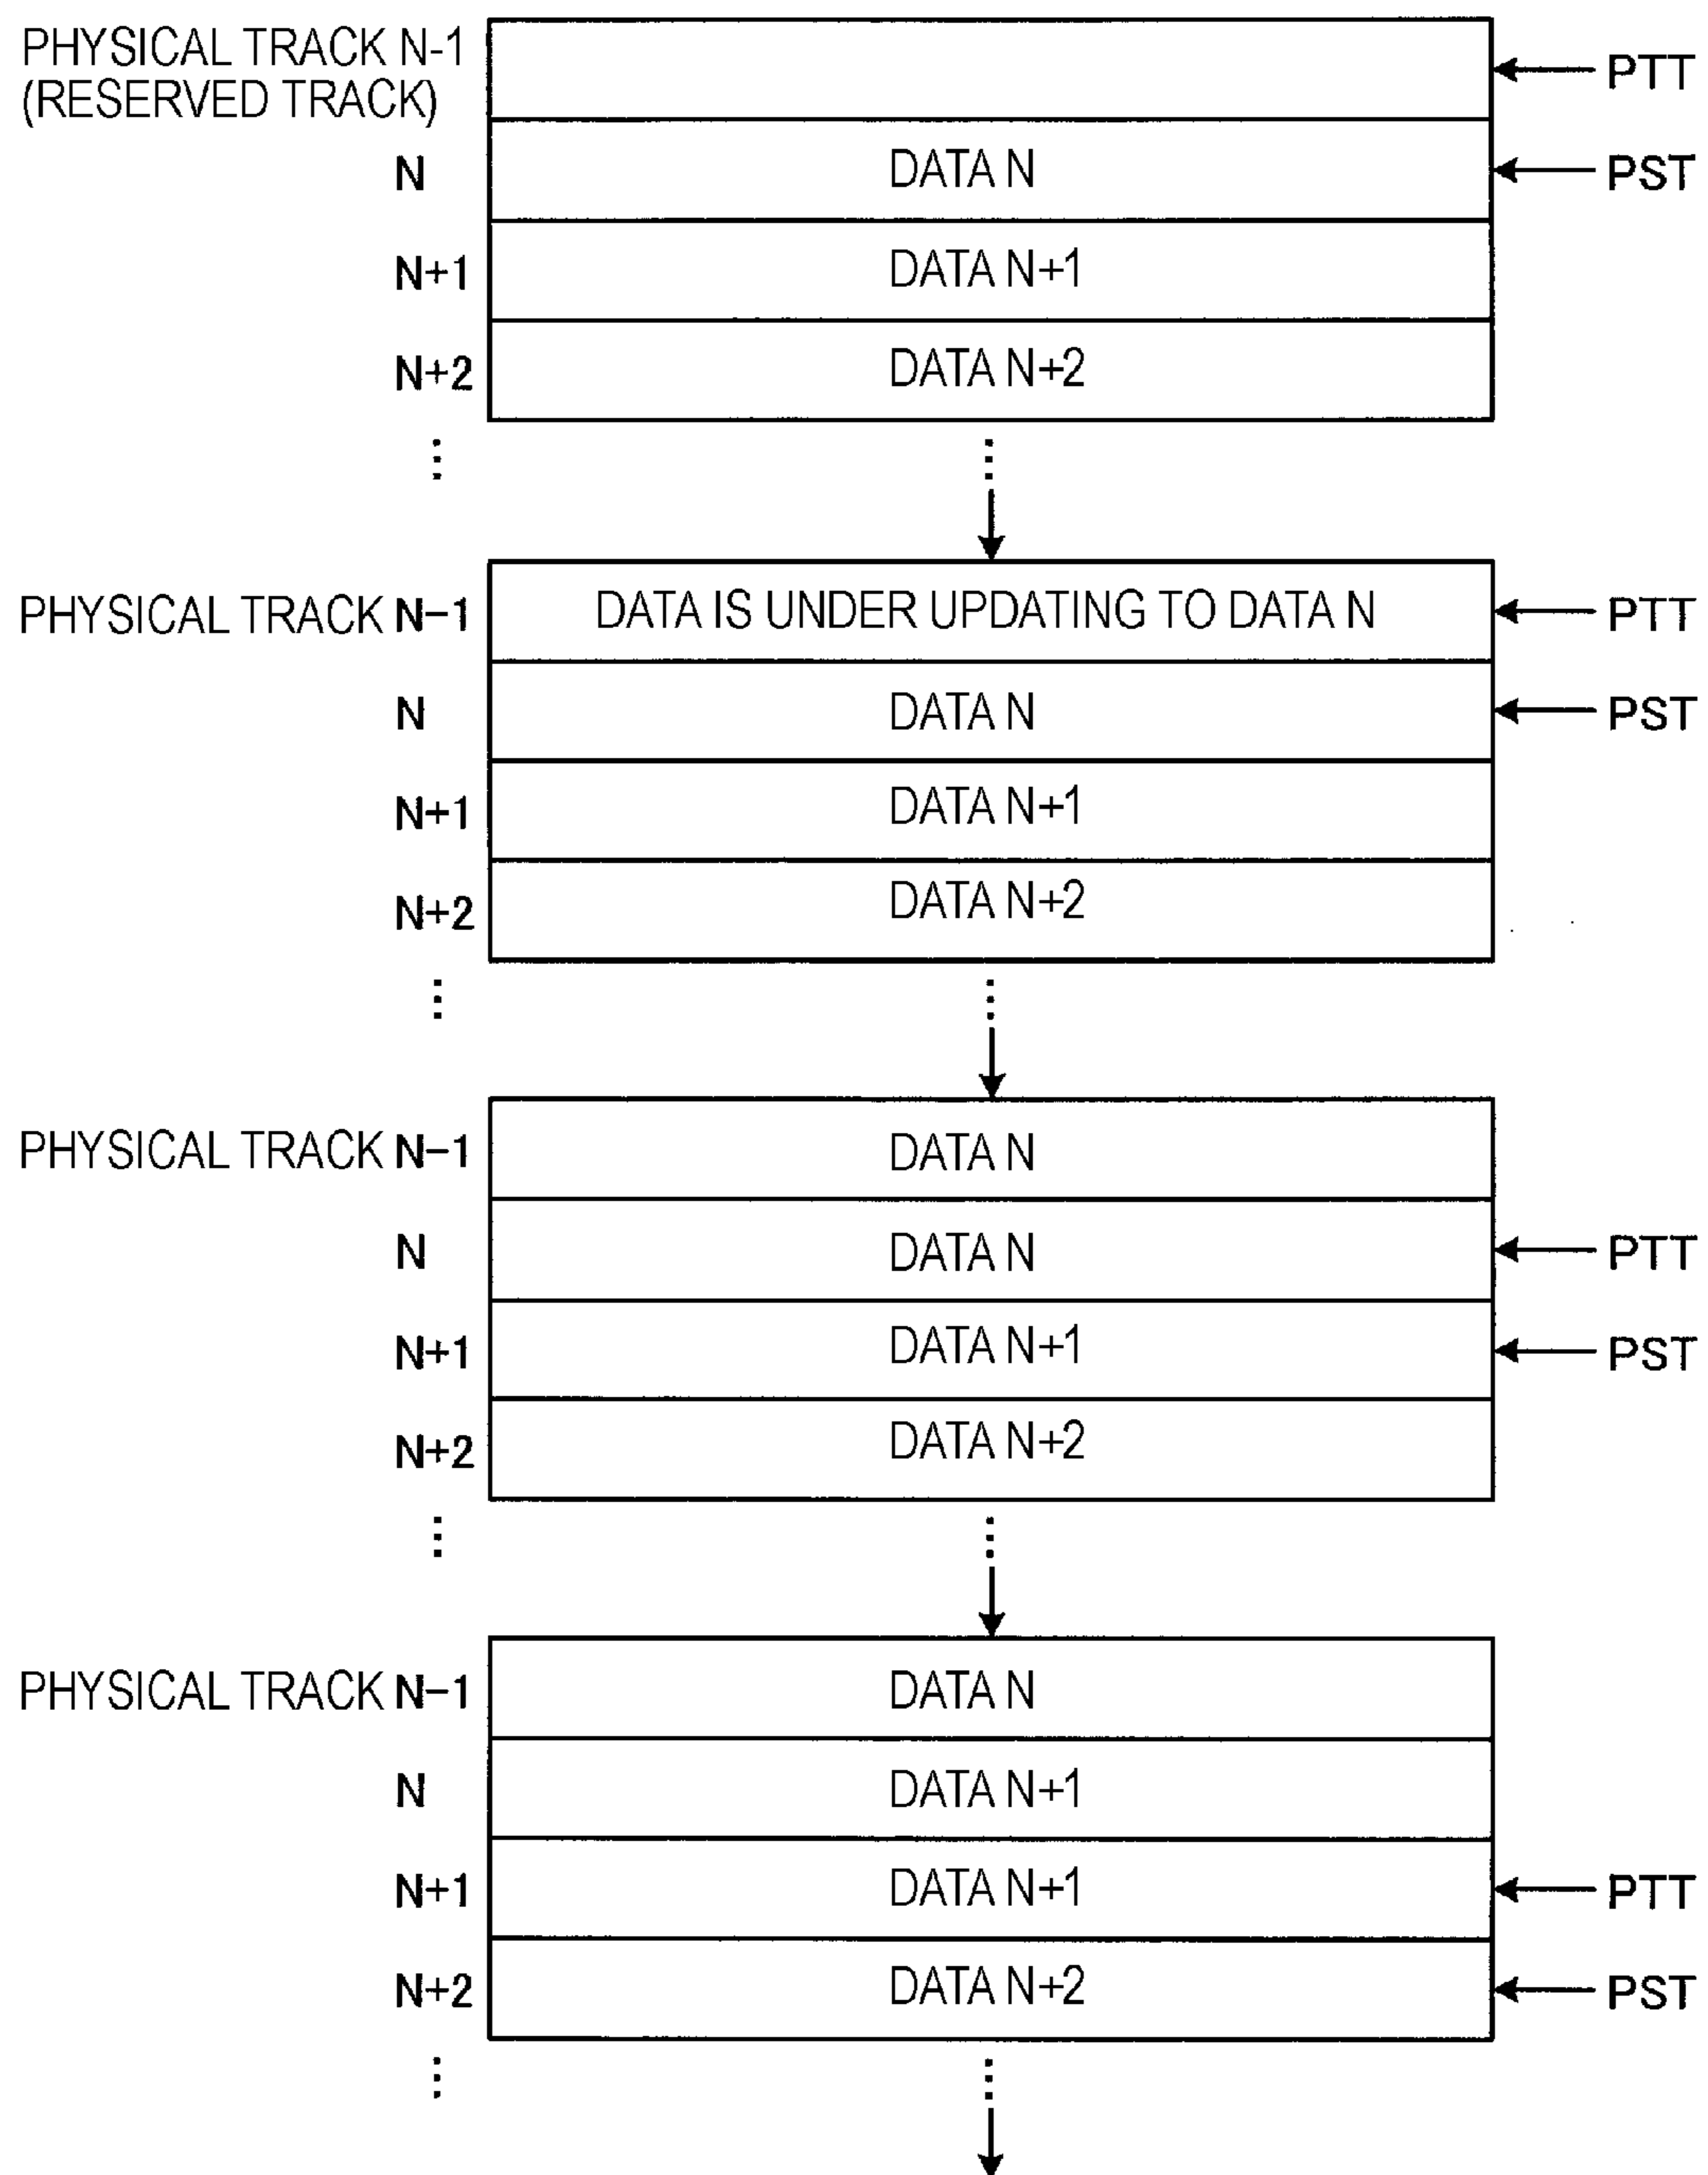 PHYSICAL TRACK N-1 PTT
(RESERVED TRACK)
N DATA N PST
N+1 DATA N+1
N+2 DATA N+2
PHYSICAL TRACK N-1 DATA IS UNDER UPDATING TO DATA N PTT
N DATA N PST
N+1 DATA N+1
N+2 DATA N+2
PHYSICAL TRACK N-1 DATA N
N DATA N PTT
N+1 DATA N+1 PST
N+2 DATA N+2
PHYSICAL TRACK N-1 DATA N
N DATA N+1
N+1 DATA N+1 PTT
N+2 DATA N+2 PST